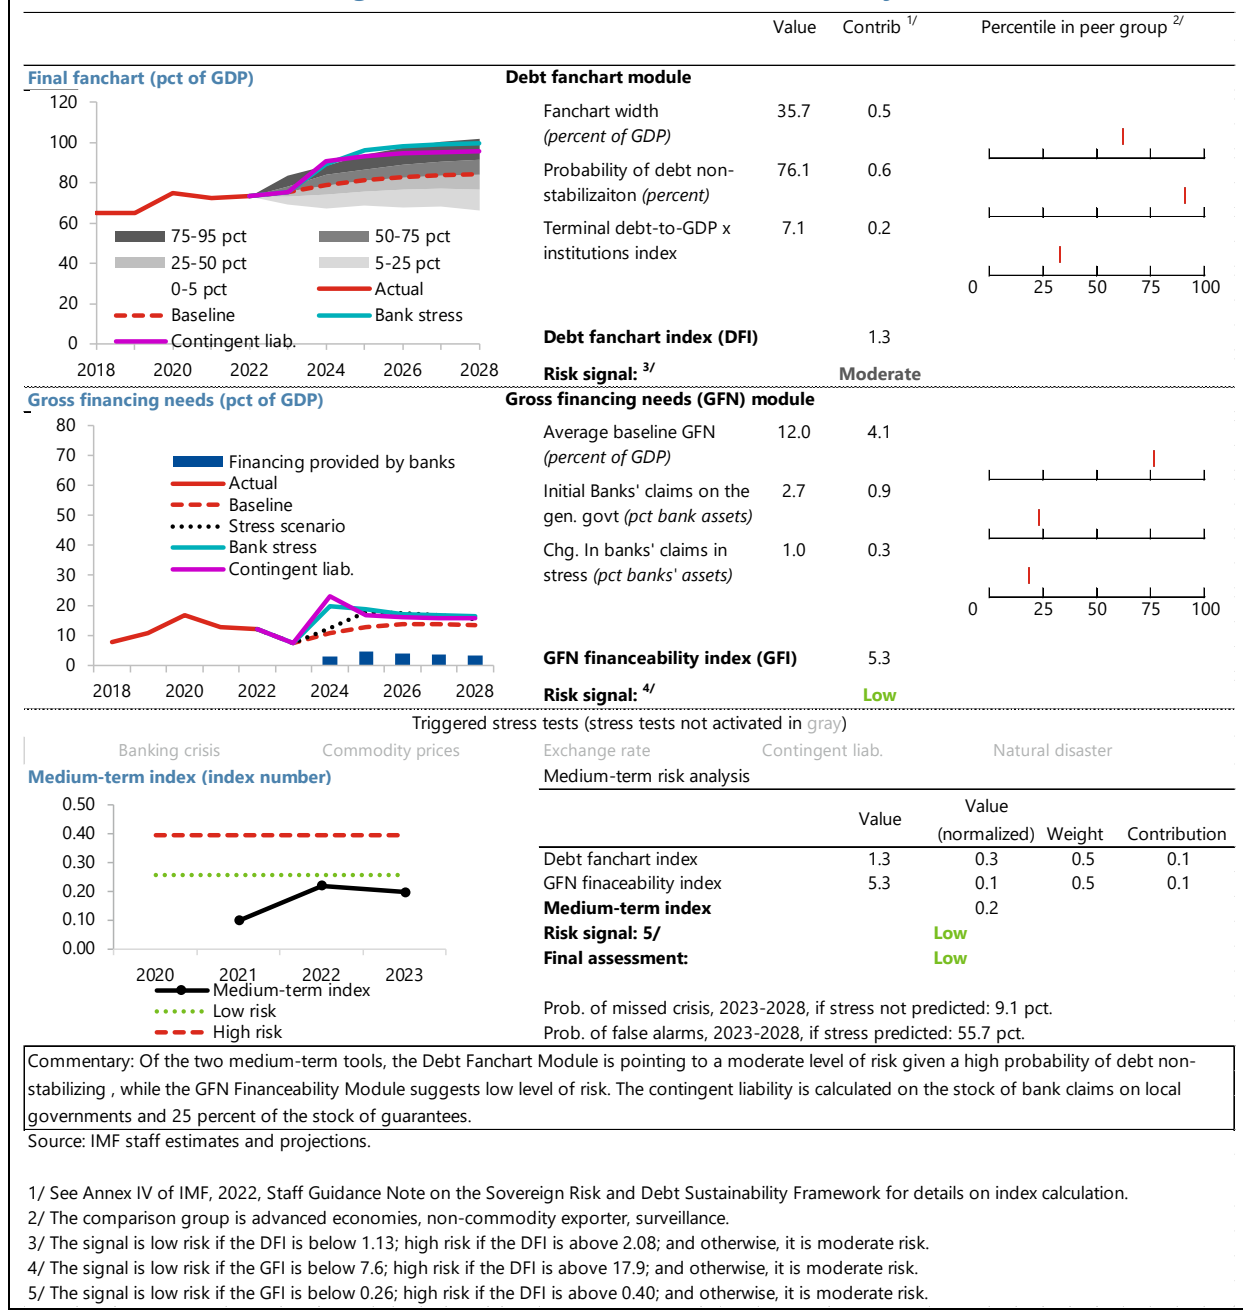 Value Contrib 1/ Percentile in peer group 2/
Final fanchart (pct of GDP)
120
100
80
60
40
20
0
75-95 pct
50-75 pct
25-50 pct
5-25 pct
0-5 pct
Actual
Baseline
Bank stress
Contingent liab.
2018 2020 2022 2024 2026 2028
Debt fanchart module
Fanchart width 35.7 0.5
(percent of GDP)
Probability of debt non- 76.1 0.6
stabilizaiton (percent)
Terminal debt-to-GDP x 7.1 0.2
institutions index
0 25 50 75 100
Debt fanchart index (DFI) 1.3
Risk signal: 3/ Moderate
Gross financing needs (pct of GDP)
80
70
60
50
40
30
20
10
0
Financing provided by banks
Actual
Baseline
Stress scenario
Bank stress
Contingent liab.
2018 2020 2022 2024 2026 2028
Gross financing needs (GFN) module
Average baseline GFN 12.0 4.1
(percent of GDP)
Initial Banks' claims on the 2.7 0.9
gen. govt (pct bank assets)
Chg. In banks' claims in 1.0 0.3
stress (pct banks' assets)
0 25 50 75 100
GFN financeability index (GFI) 5.3
Risk signal: 4/ Low
Triggered stress tests (stress tests not activated in gray)
Banking crisis Commodity prices Exchange rate Contingent liab. Natural disaster
Medium-term index (index number)
0.50
0.40
0.30
0.20
0.10
0.00
2020 2021 2022 2023
Medium-term index
Low risk
High risk
Medium-term risk analysis
Value Value
(normalized) Weight Contribution
Debt fanchart index 1.3 0.3 0.5 0.1
GFN finaceability index 5.3 0.1 0.5 0.1
Medium-term index 0.2
Risk signal: 5/ Low
Final assessment: Low
Prob. of missed crisis, 2023-2028, if stress not predicted: 9.1 pct.
Prob. of false alarms, 2023-2028, if stress predicted: 55.7 pct.
Commentary: Of the two medium-term tools, the Debt Fanchart Module is pointing to a moderate level of risk given a high probability of debt non-
stabilizing , while the GFN Financeability Module suggests low level of risk. The contingent liability is calculated on the stock of bank claims on local
governments and 25 percent of the stock of guarantees.
Source: IMF staff estimates and projections.
1/ See Annex IV of IMF, 2022, Staff Guidance Note on the Sovereign Risk and Debt Sustainability Framework for details on index calculation.
2/ The comparison group is advanced economies, non-commodity exporter, surveillance.
3/ The signal is low risk if the DFI is below 1.13; high risk if the DFI is above 2.08; and otherwise, it is moderate risk.
4/ The signal is low risk if the GFI is below 7.6; high risk if the DFI is above 17.9; and otherwise, it is moderate risk.
5/ The signal is low risk if the GFI is below 0.26; high risk if the DFI is above 0.40; and otherwise, it is moderate risk.